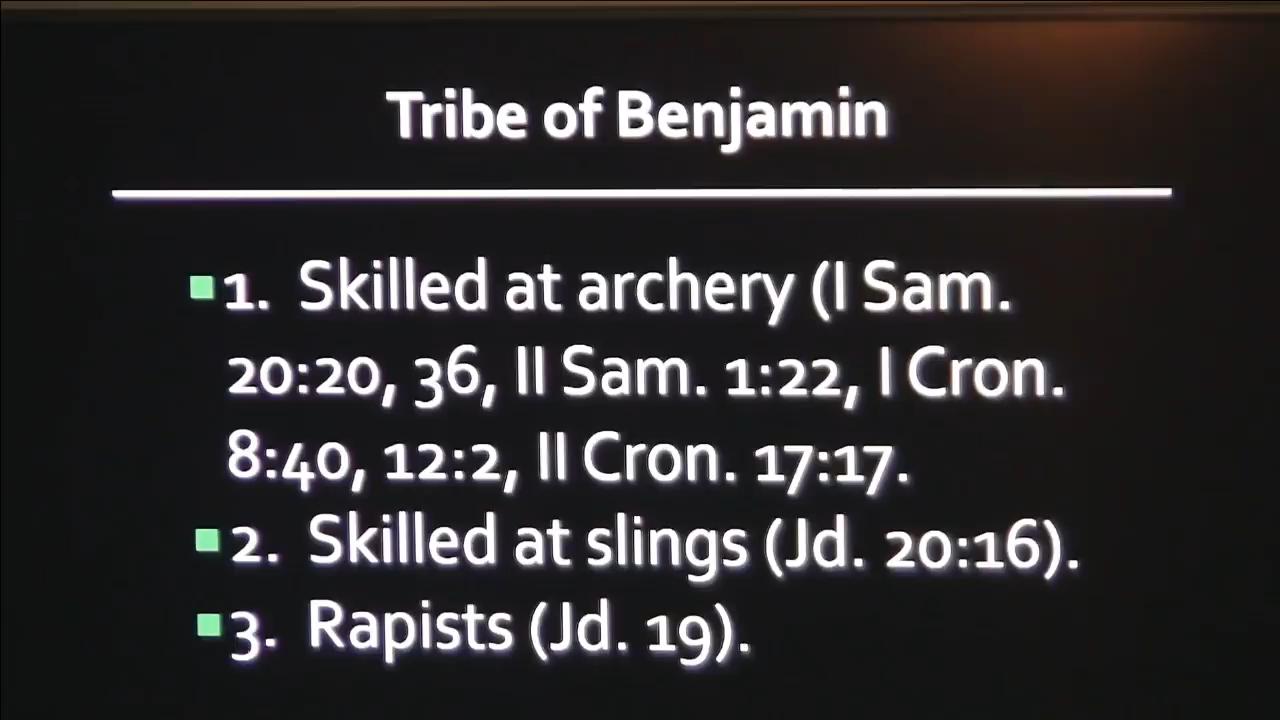 Tribe of Benjamin
1. Skilled at archery (I Sam.
20:20, 36, II Sam. 1:22, I Cron.
8:40, 12:2, II Cron. 17:17.
2. Skilled at slings (Jd. 20:16).
3. Rapists (Jd. 19).